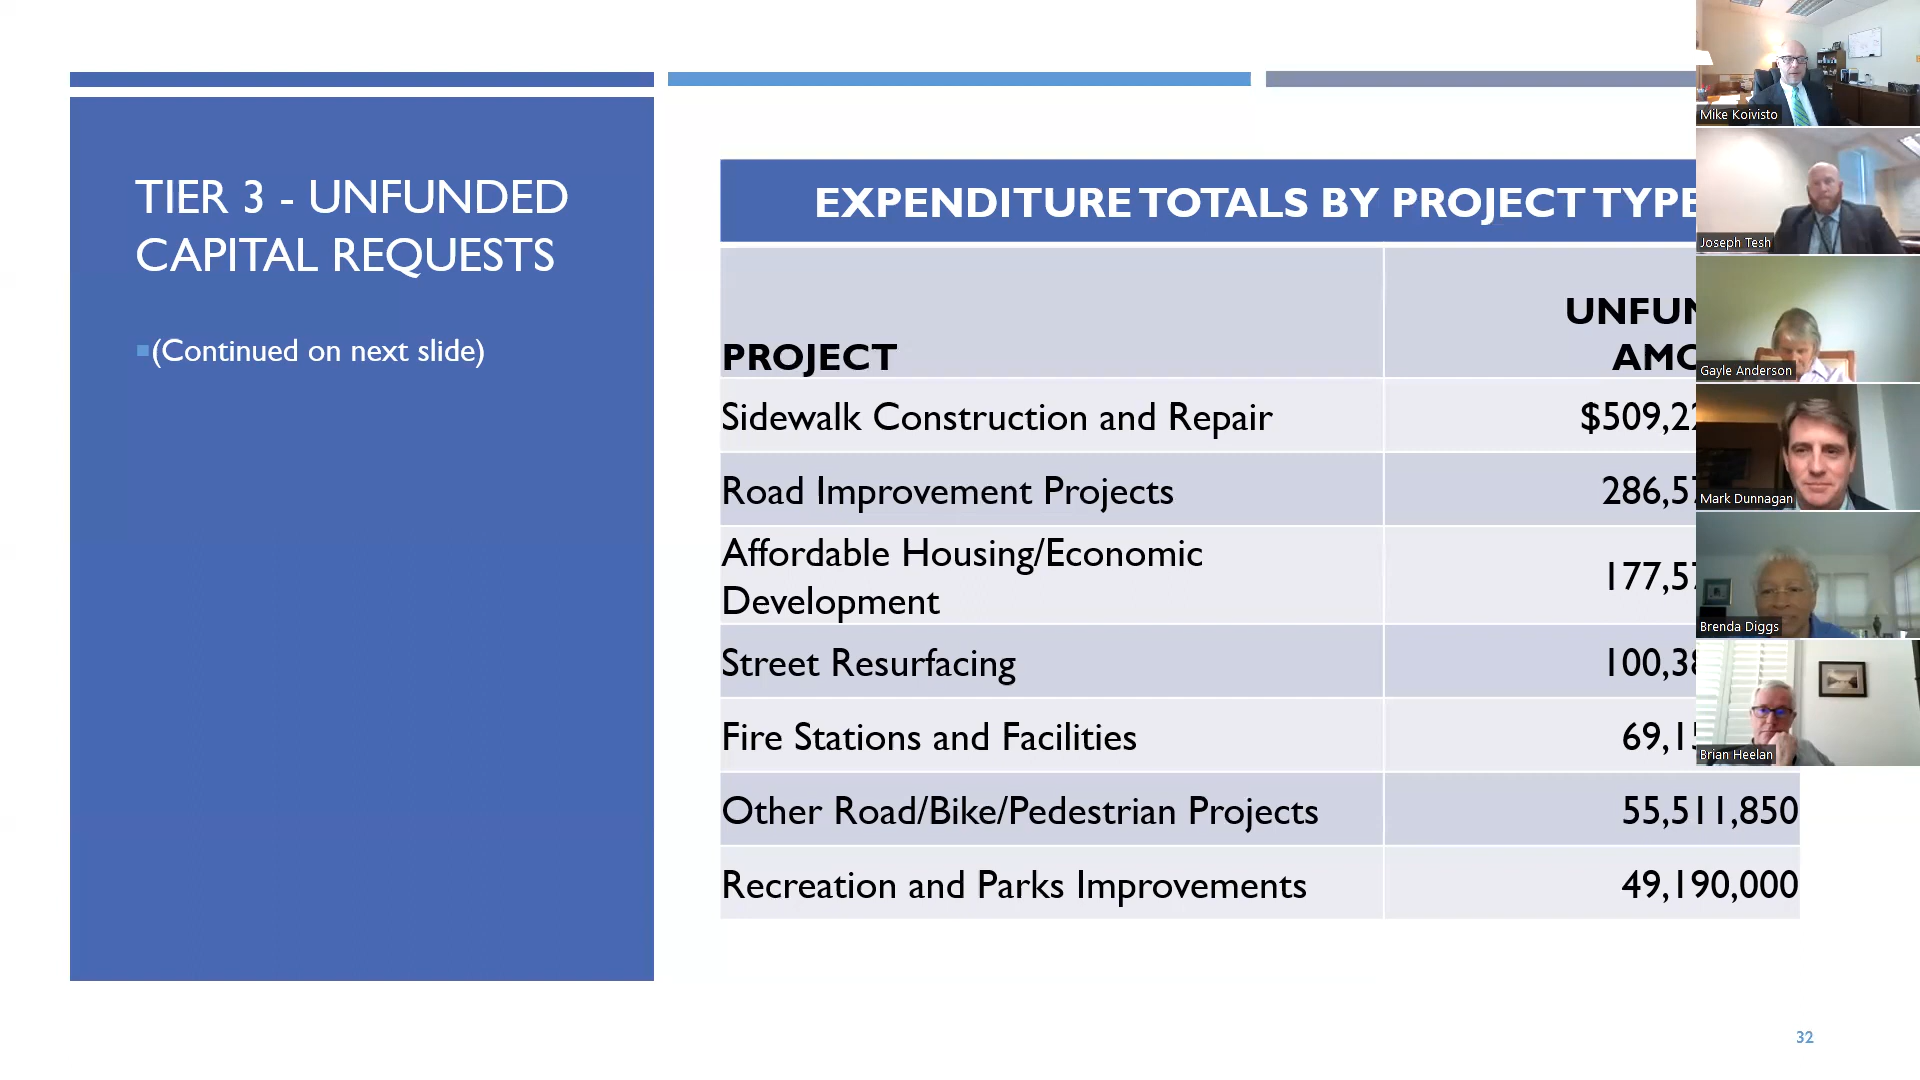 TIER 3 - UNFUNDED
CAPITAL REQUESTS
(Continued on next slide)
EXPENDITURE TOTALS BY PROJECT TYPE
PROJECT
Sidewalk Construction and Repair
Road Improvement Projects
Affordable Housing/Economic
Development
Street Resurfacing
Fire Stations and Facilities
Other Road/Bike/Pedestrian Projects 55,511,850
Recreation and Parks Improvements 49,190,000
32
Mike Koivisto
Joseph Tesh
Gayle Anderson
Mark Dunnagan
Brenda Diggs
Brian Heelan